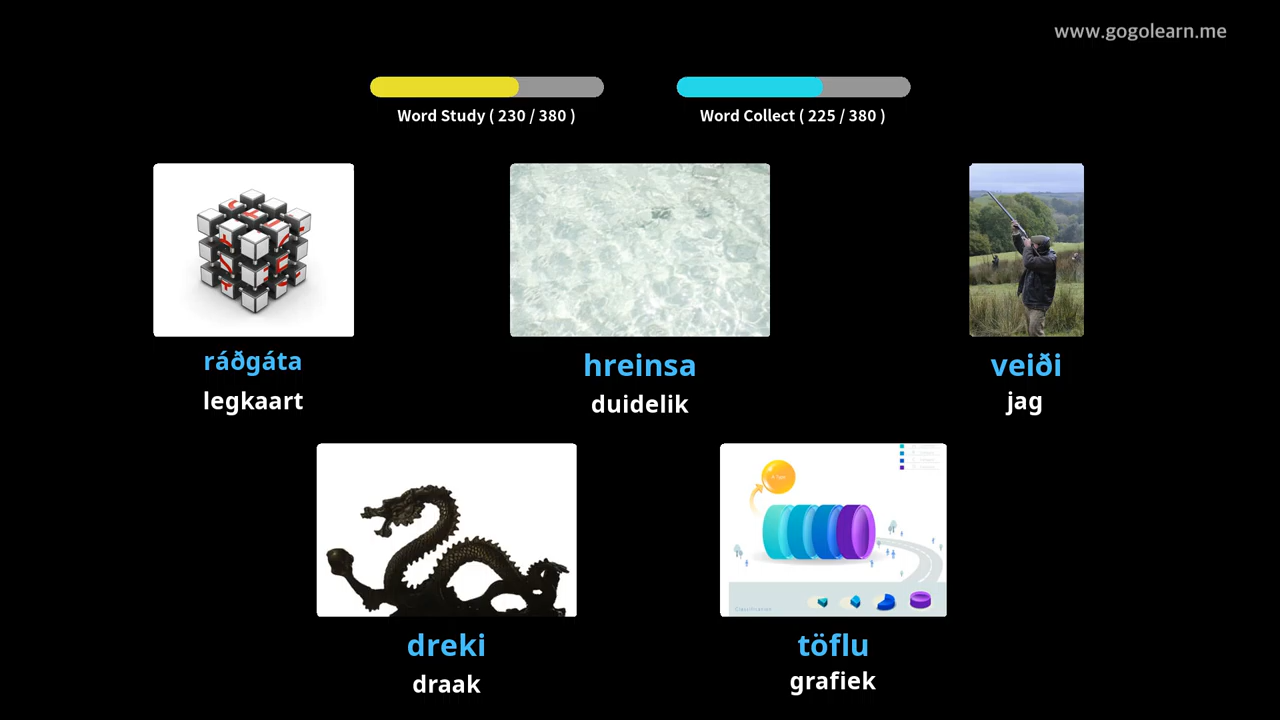 www.gogolearn.me
Word Study ( 230 / 380 )
Word Collect ( 225 / 380 )
ráðgáta
legkaart
hreinsa
duidelik
veiði
jag
dreki
draak
töflu
grafiek